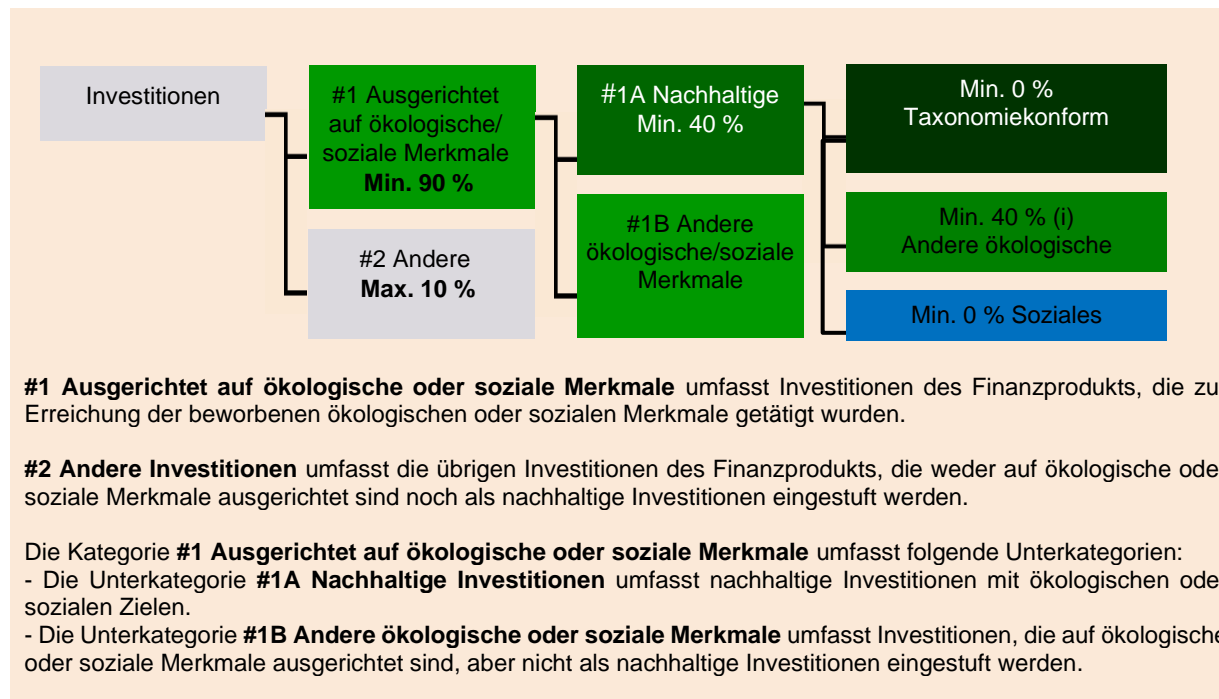 Investitionen
#1 Ausgerichtet
auf ökologische/
soziale Merkmale
Min. 90 %
#2 Andere
Max. 10 %
#1A Nachhaltige
Min. 40 %
#1B Andere
ökologische/soziale
Merkmale
Min. 0 %
Taxonomiekonform
Min. 40 % (i)
Andere ökologische
Min. 0 % Soziales
#1 Ausgerichtet auf ökologische oder soziale Merkmale umfasst Investitionen des Finanzprodukts, die zu
Erreichung der beworbenen ökologischen oder sozialen Merkmale getätigt wurden.
#2 Andere Investitionen umfasst die übrigen Investitionen des Finanzprodukts, die weder auf ökologische ode
soziale Merkmale ausgerichtet sind noch als nachhaltige Investitionen eingestuft werden.
Die Kategorie #1 Ausgerichtet auf ökologische oder soziale Merkmale umfasst folgende Unterkategorien:
- Die Unterkategorie #1A Nachhaltige Investitionen umfasst nachhaltige Investitionen mit ökologischen ode
sozialen Zielen.
- Die Unterkategorie #1B Andere ökologische oder soziale Merkmale umfasst Investitionen, die auf ökologische
oder soziale Merkmale ausgerichtet sind, aber nicht als nachhaltige Investitionen eingestuft werden.